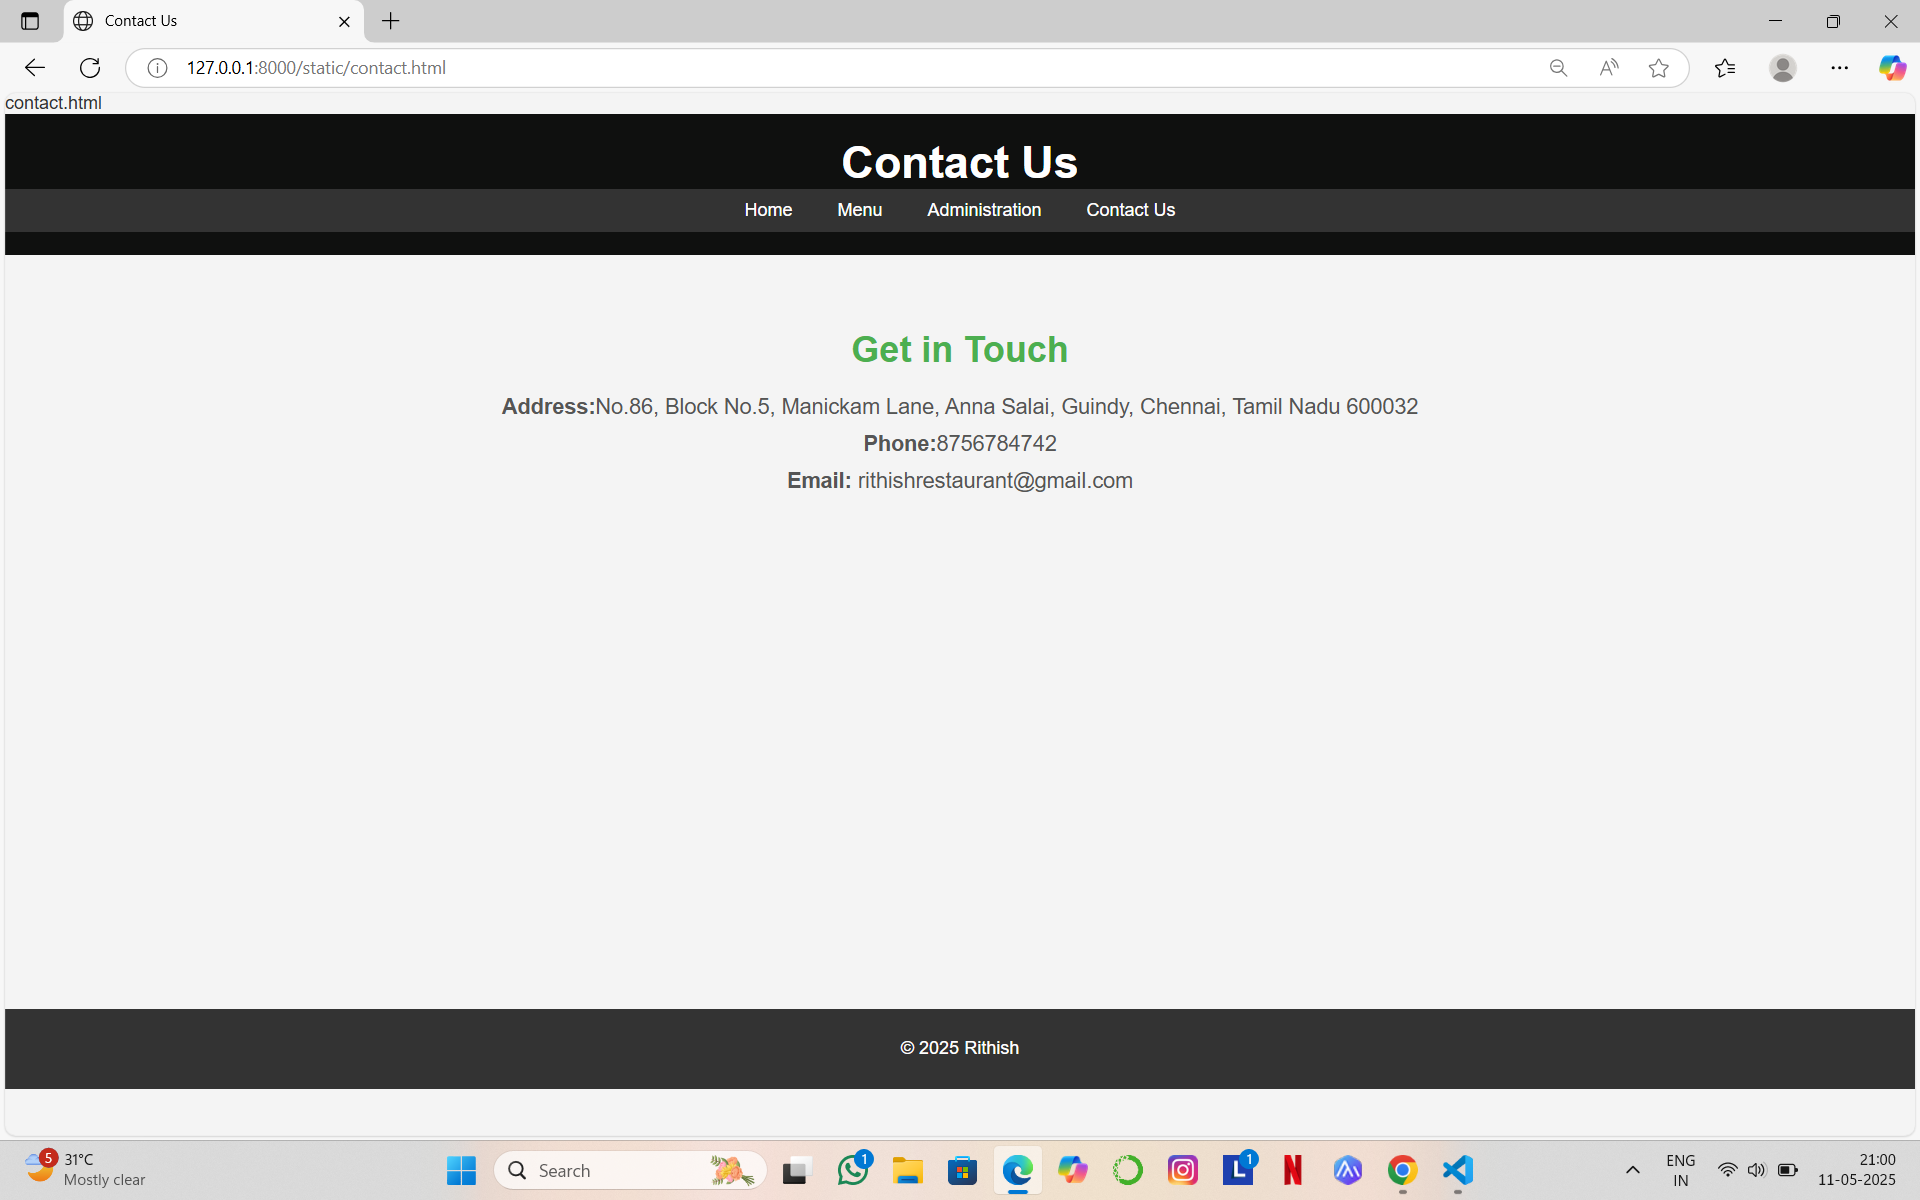 Contact Us
127.0.0.1:8000/static/contact.html
contact.html
Contact Us
Home Menu Administration Contact Us
Get in Touch
Address:No.86, Block No.5, Manickam Lane, Anna Salai, Guindy, Chennai, Tamil Nadu 600032
Phone:8756784742
Email: rithishrestaurant@gmail.com
© 2025 Rithish
5
31°C
Mostly clear
Search
1
L
1
N
ENG
IN
21:00
11-05-2025